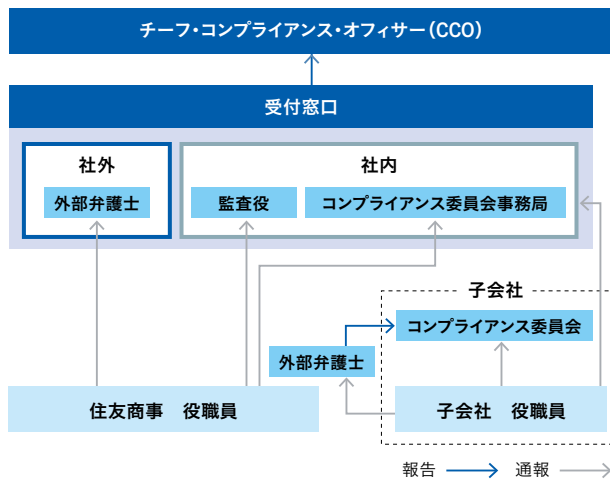 チーフ・コンプライアンス・オフィサー(CCO)
受付窓口
社外
外部弁護士
社内
監査役
コンプライアンス委員会事務局
子会社
コンプライアンス委員会
外部弁護士
住友商事 役職員
子会社 役職員
報告
通報